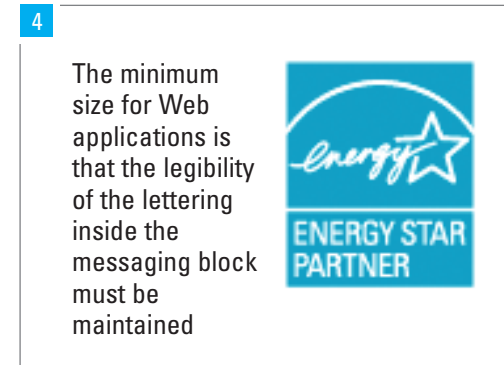 4
The minimum
size for Web
applications is
that the legibility
of the lettering
inside the
messaging block
must be
maintained
energy
ENERGY STAR
PARTNER